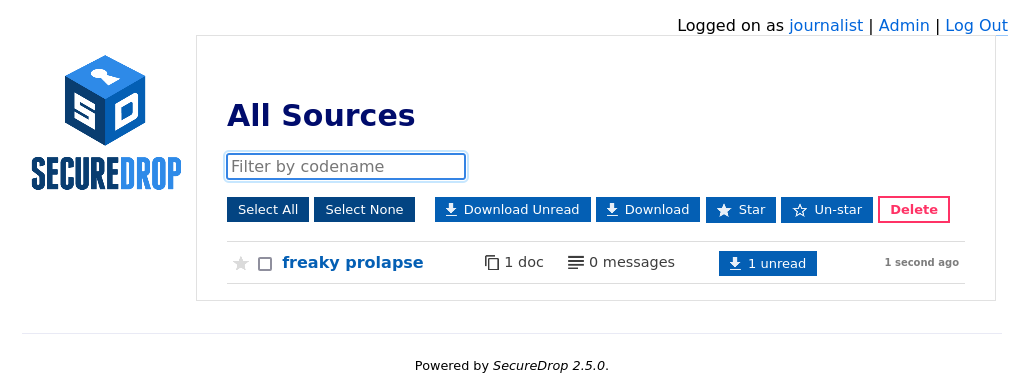 Logged on as journalist | Admin | Log Out
SD
SECUREDROP
All Sources
Filter by codename
Select All Select None Download Unread Download Star Un-star Delete
freaky prolapse 1 doc 0 messages 1 unread 1 second ago
Powered by SecureDrop 2.5.0.